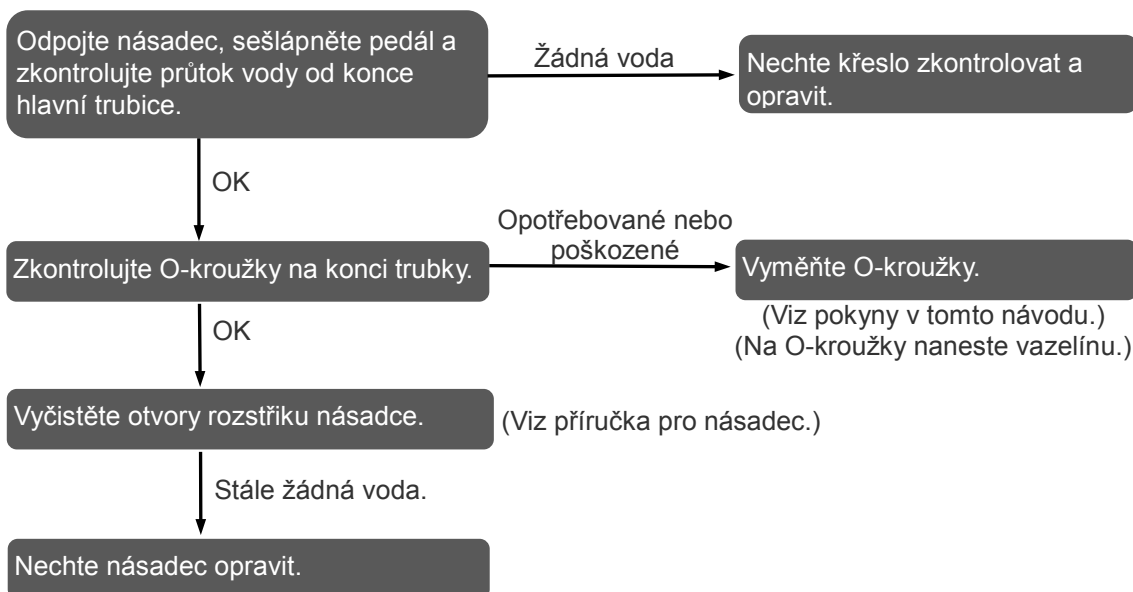 Odpojte násadec, sešlápněte pedál a
zkontrolujte průtok vody od konce
hlavní trubice.
Žádná voda
Nechte křeslo zkontrolovat a
opravit.
OK
Zkontrolujte O-kroužky na konci trubky.
Opotřebované nebo
poškozené
Vyměňte O-kroužky.
(Viz pokyny v tomto návodu.)
(Na O-kroužky naneste vazelínu.)
OK
Vyčistěte otvory rozstřiku násadce.
(Viz příručka pro násadec.)
Stále žádná voda.
Nechte násadec opravit.